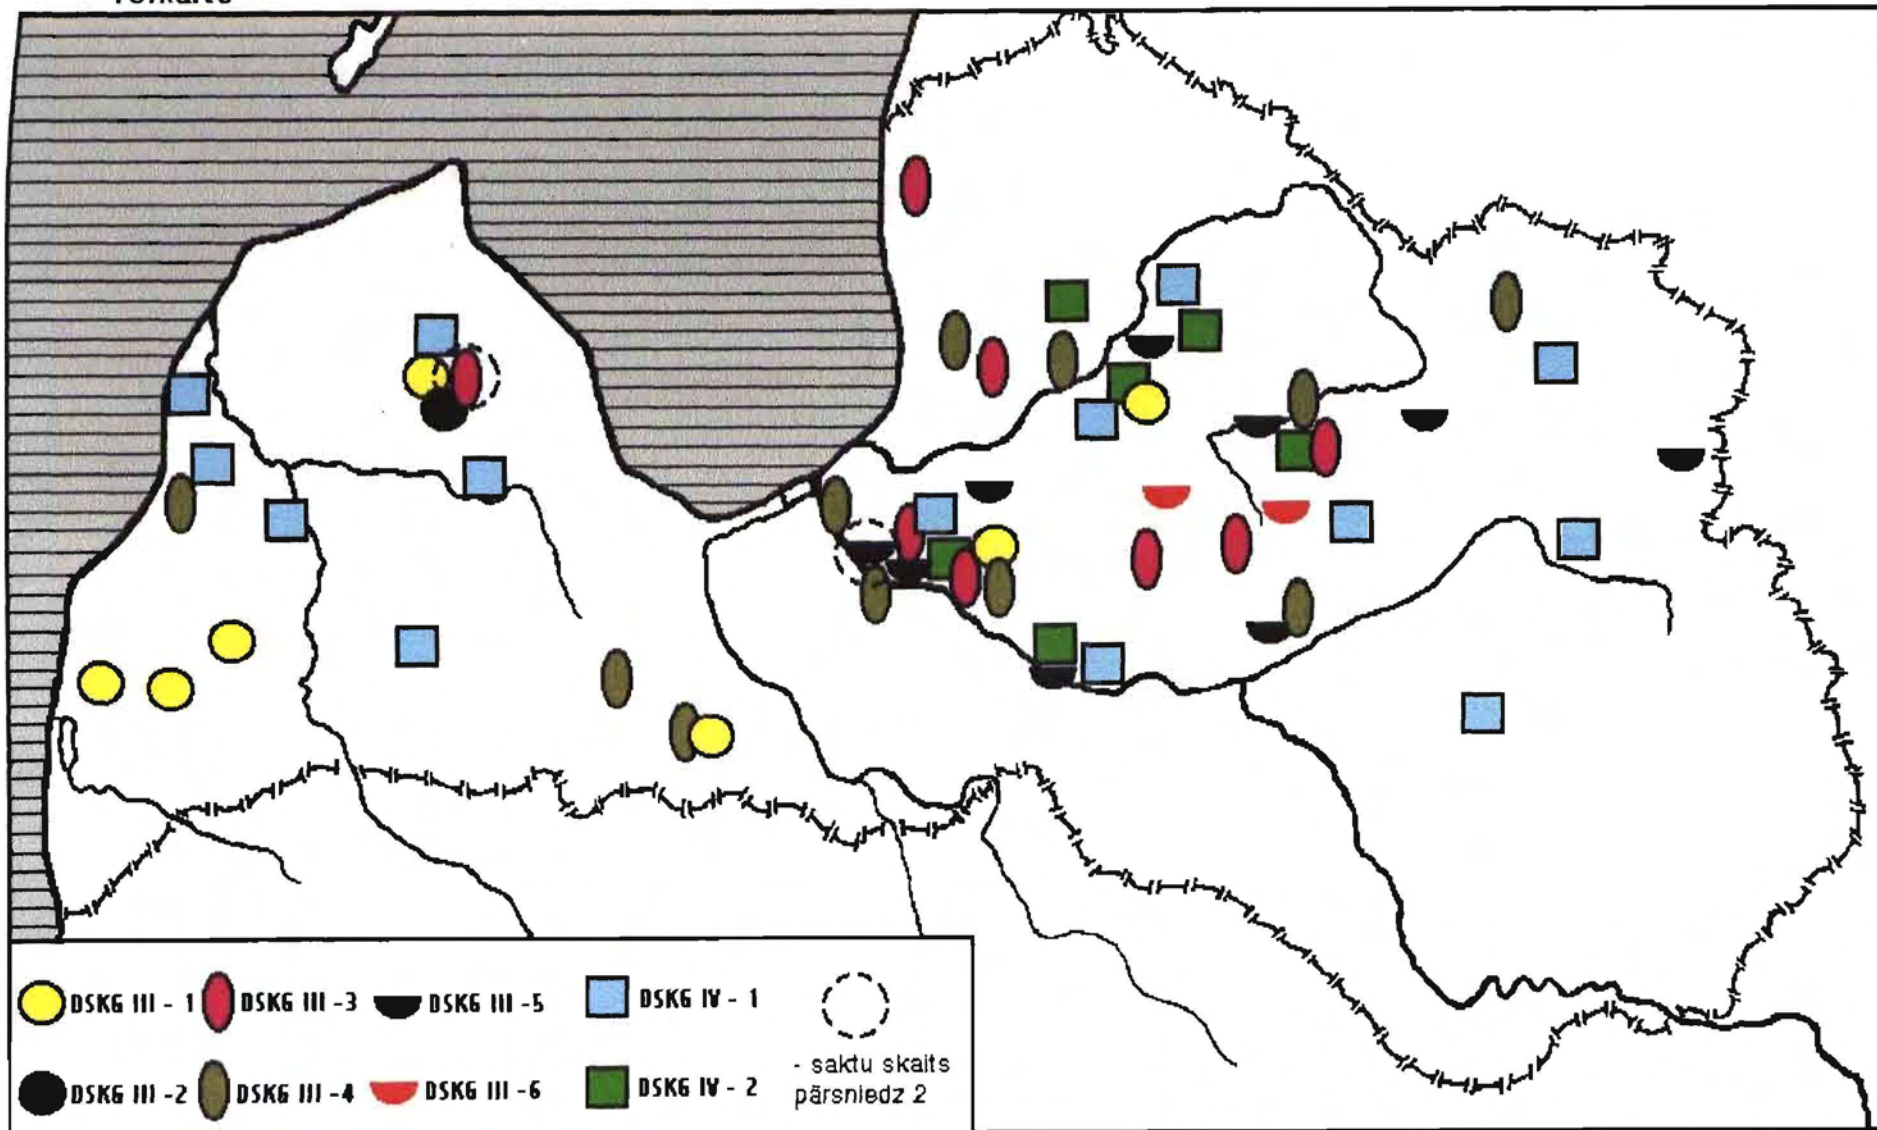 DSKG III - 1
DSKG III -3
DSKG III -5
DSKG IV - 1
- saktu skaits
pārsniedz 2
DSKG III -2
DSKG III -4
DSKG III -6
DSKG IV - 2